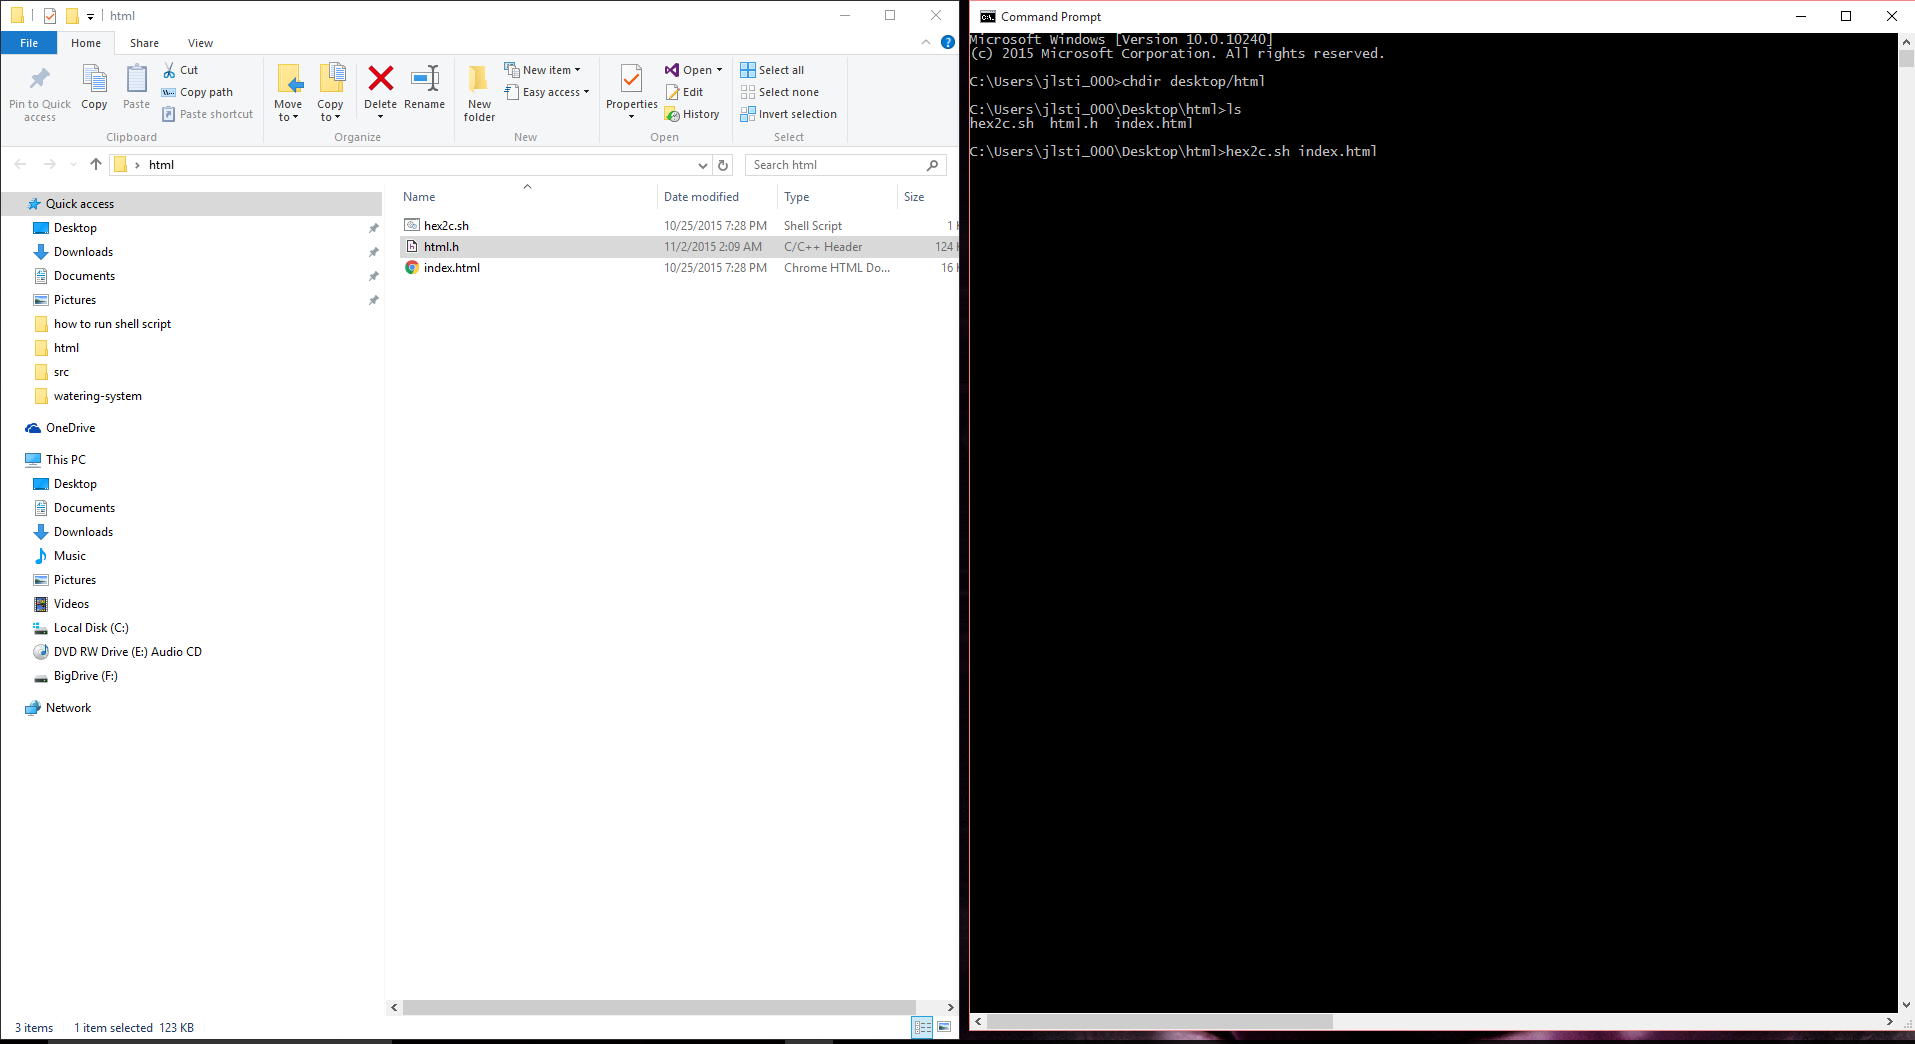 html
File Home Share View
Pin to Quick access
Copy
Paste
Cut
Copy path
Paste shortcut
Clipboard
Move to
Copy to
Delete
Rename
Organize
New folder
New item
Easy access
New
Properties
Open
Edit
History
Open
Select all
Select none
Invert selection
Select
html
Search html
Quick access
Desktop
Downloads
Documents
Pictures
how to run shell script
html
src
watering-system
OneDrive
This PC
Desktop
Documents
Downloads
Music
Pictures
Videos
Local Disk (C:)
DVD RW Drive (E:) Audio CD
BigDrive (F:)
Network
Name Date modified Type Size
hex2c.sh 10/25/2015 7:28 PM Shell Script 1
html.h 11/2/2015 2:09 AM C/C++ Header 124
index.html 10/25/2015 7:28 PM Chrome HTML Do... 16
3 items 1 item selected 123 KB
Command Prompt
Microsoft Windows [Version 10.0.10240]
(c) 2015 Microsoft Corporation. All rights reserved.
C:\Users\jlsti_000>chdir desktop/html
C:\Users\jlsti_000\Desktop\html>ls
hex2c.sh html.h index.html
C:\Users\jlsti_000\Desktop\html>hex2c.sh index.html